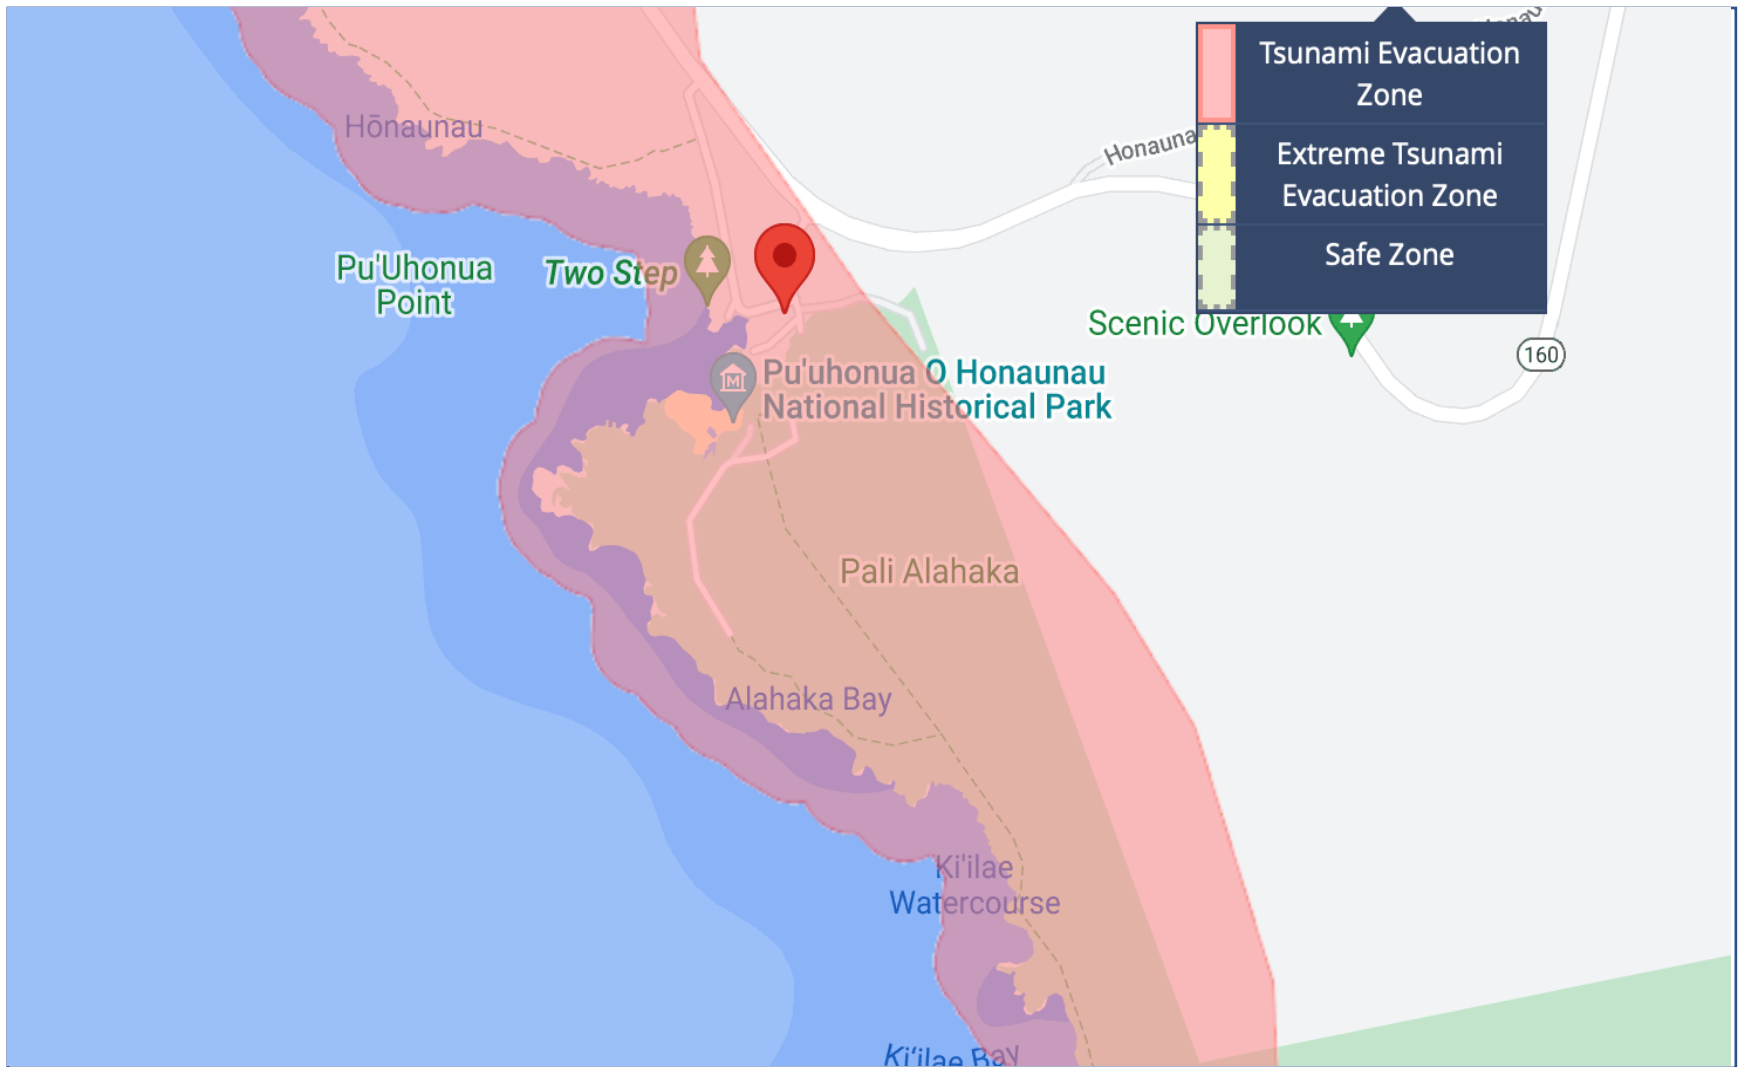 Tsunami Evacuation
Zone
Extreme Tsunami
Evacuation Zone
Safe Zone
Hōnaunau
Honauna
Pu'Uhonua
Point
Two Step
Scenic Overlook
160
Pu'uhonua O Honaunau
National Historical Park
M
Pali Alahaka
Alahaka Bay
Ki'ilae
Watercourse
Ki'ilae Bay